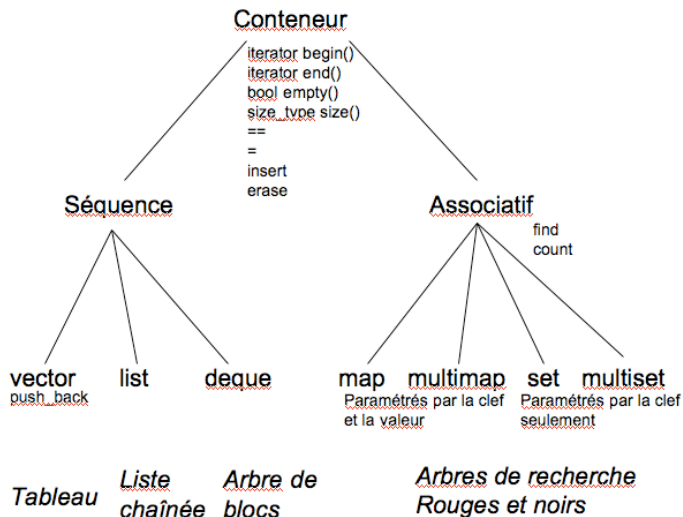 Conteneur
iterator begin()
iterator end()
bool empty()
size_type size()
==
=
insert
erase
Séquence
Associatif
find
count
vector
push_back
list
deque
map
multimap
set
multiset
Paramétrés par la clef
et la valeur
Paramétrés par la clef
seulement
Tableau
Liste
chaînée
Arbre de
blocs
Arbres de recherche
Rouges et noirs